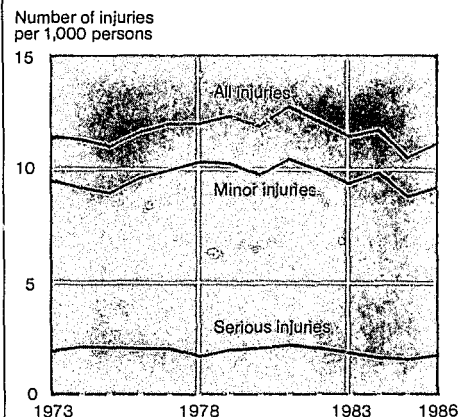 Number of injuries
per 1,000 persons
15
All injuries
10
Minor injuries
5
Serious injuries
0
1973 1978 1983 1986